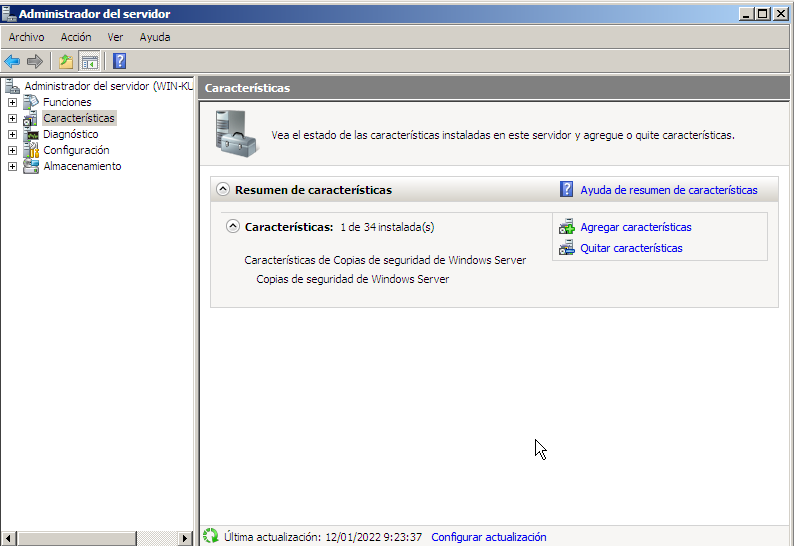 Administrador del servidor
Archivo Acción Ver Ayuda
Administrador del servidor (WIN-KU
Funciones
Características
Diagnóstico
Configuración
Almacenamiento
Características
Vea el estado de las características instaladas en este servidor y agregue o quite características.
Resumen de características
Ayuda de resumen de características
Características: 1 de 34 instalada(s)
Características de Copias de seguridad de Windows Server
Copias de seguridad de Windows Server
Agregar características
Quitar características
Última actualización: 12/01/2022 9:23:37 Configurar actualización